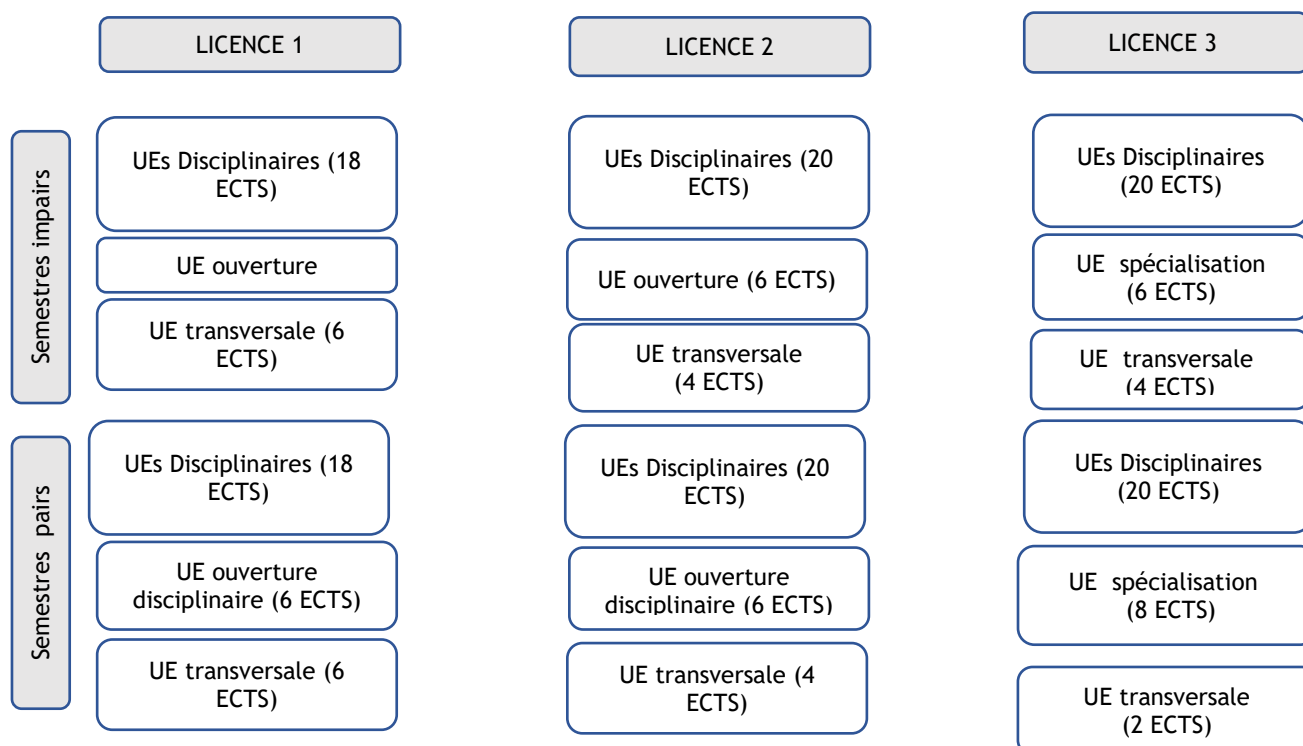 LICENCE 1
LICENCE 2
LICENCE 3
Semestres impairs
UEs Disciplinaires (18
ECTS)
UEs Disciplinaires (20
ECTS)
UEs Disciplinaires
(20 ECTS)
UE ouverture
UE ouverture (6 ECTS)
UE spécialisation
(6 ECTS)
UE transversale (6
ECTS)
UE transversale
(4 ECTS)
UE transversale
(4 ECTS)
Semestres pairs
UEs Disciplinaires (18
ECTS)
UEs Disciplinaires (20
ECTS)
UEs Disciplinaires
(20 ECTS)
UE ouverture
disciplinaire (6 ECTS)
UE ouverture
disciplinaire (6 ECTS)
UE spécialisation
(8 ECTS)
UE transversale (6
ECTS)
UE transversale (4
ECTS)
UE transversale
(2 ECTS)